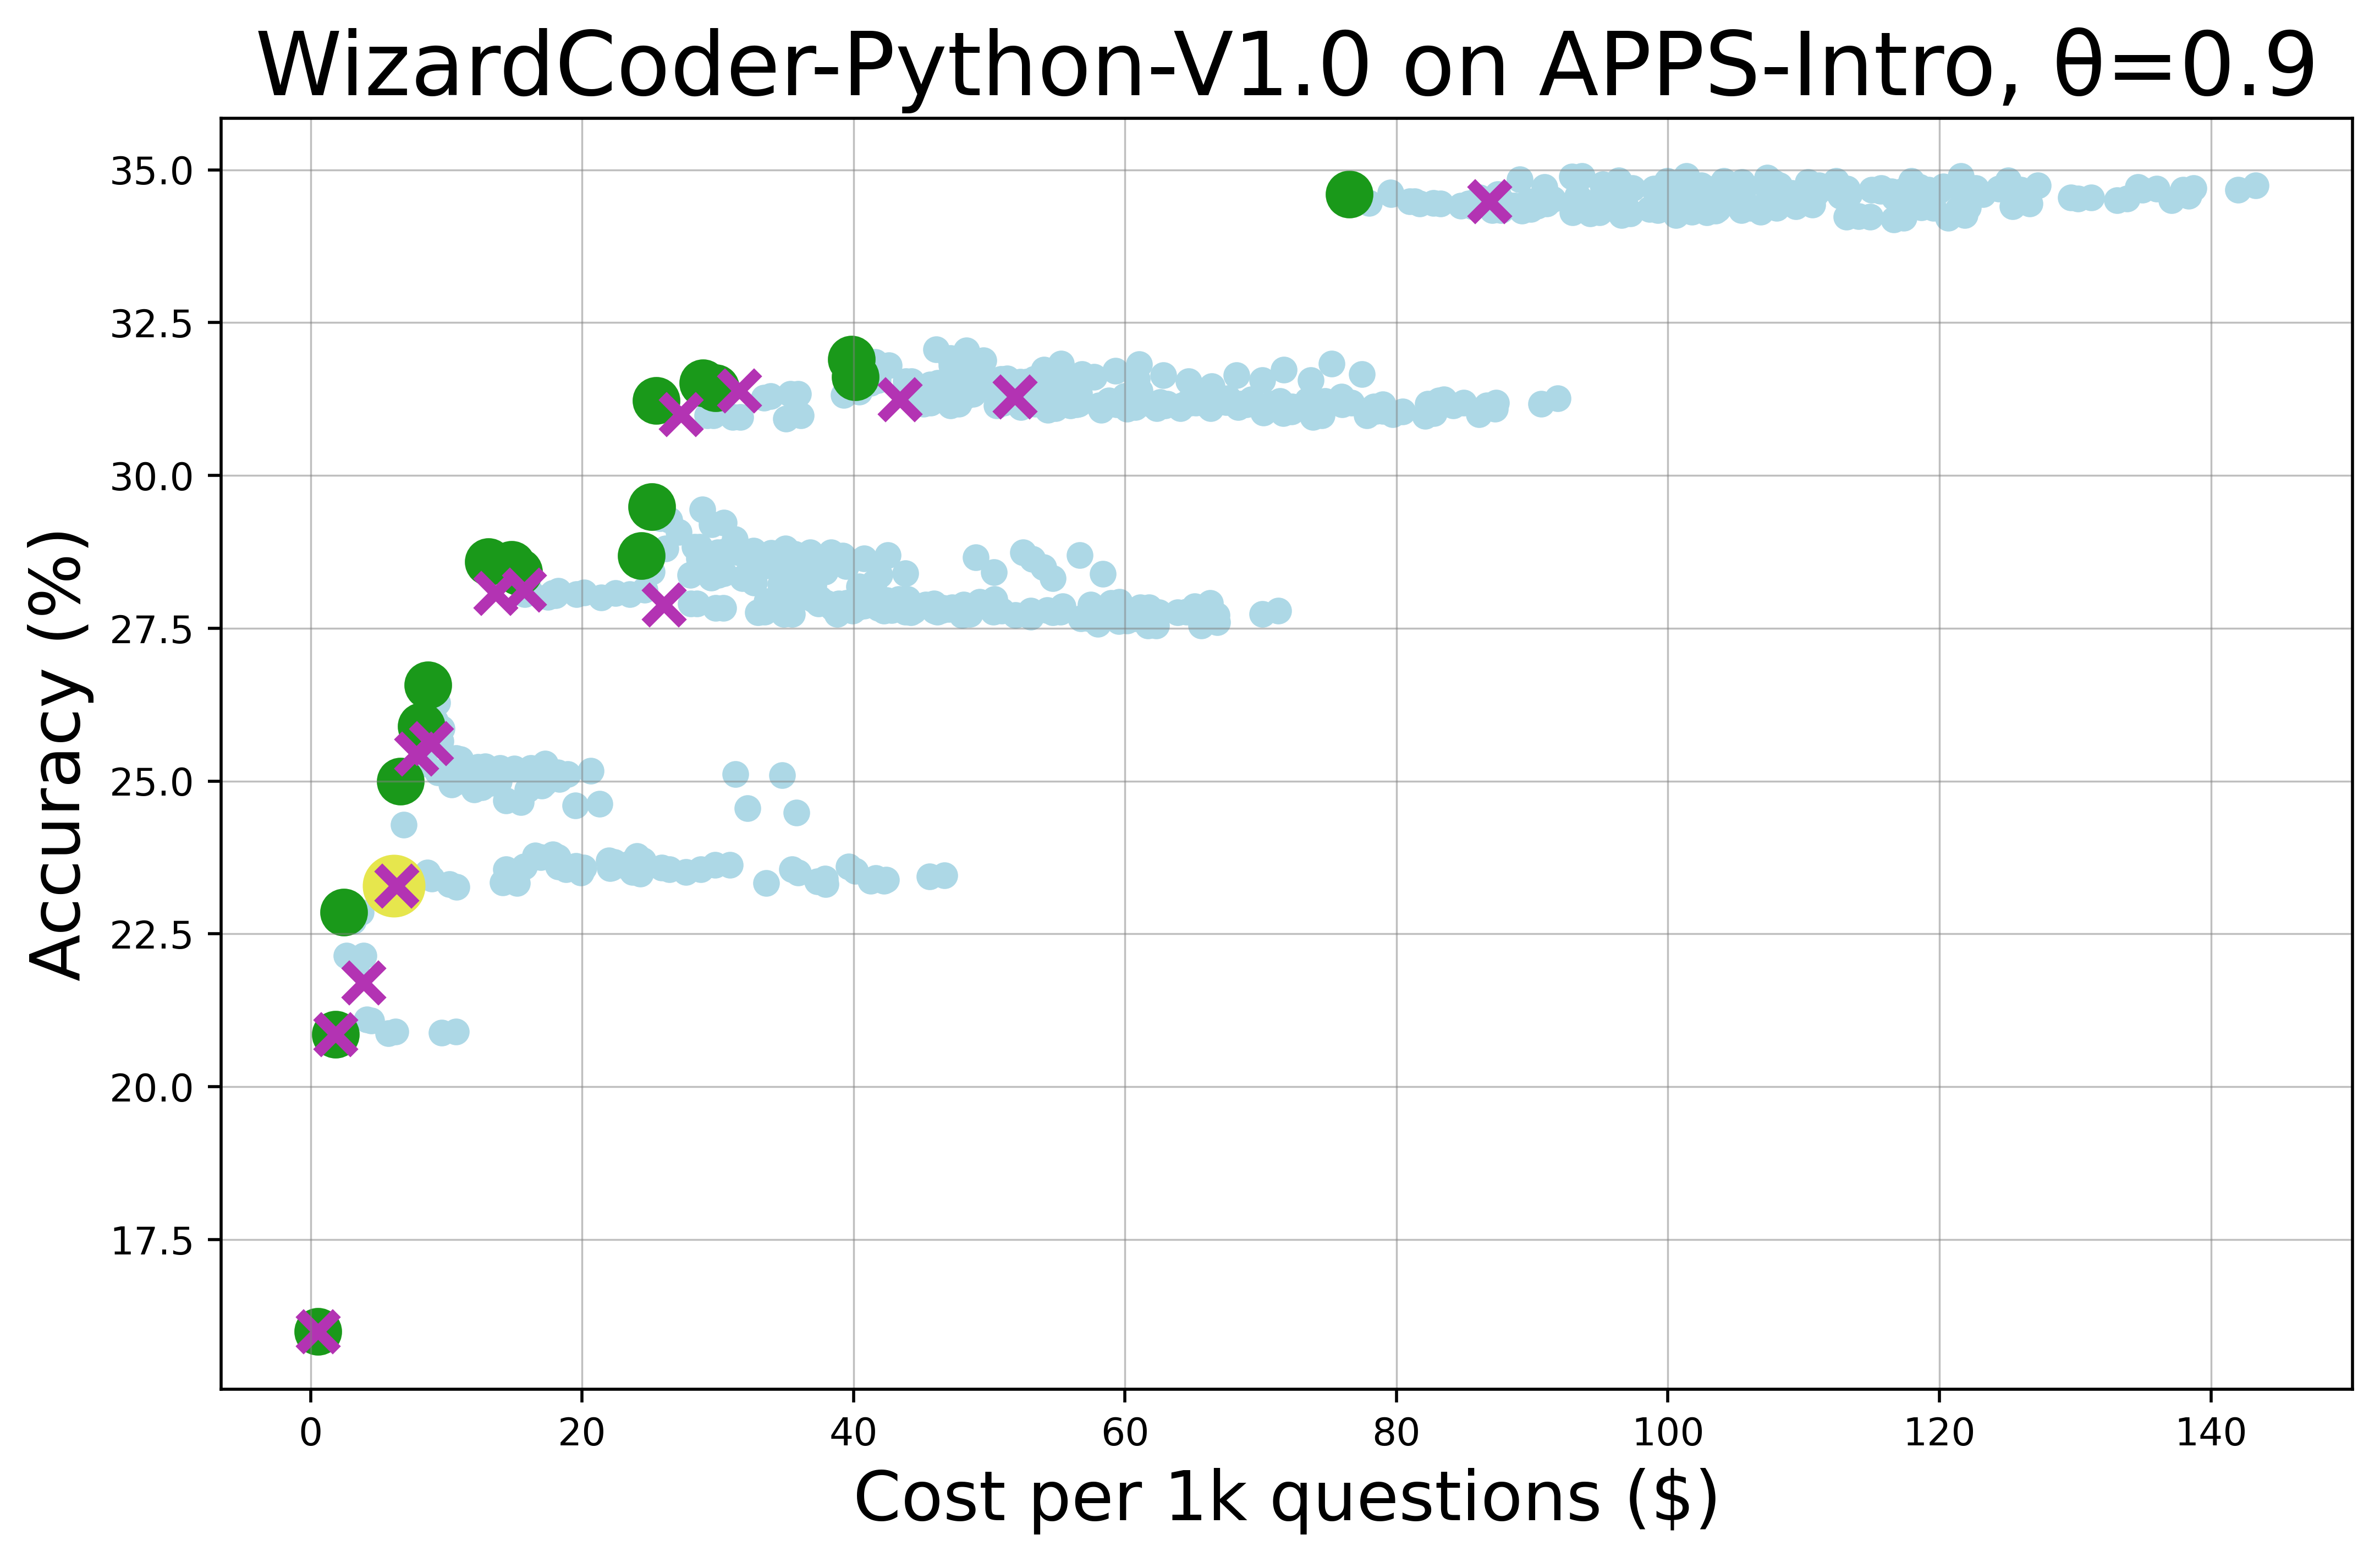 WizardCoder-Python-V1.0 on APPS-Intro, θ=0.9
35.0
32.5
30.0
27.5
25.0
22.5
20.0
17.5
Accuracy (%)
0 20 40 60 80 100 120 140
Cost per 1k questions ($)